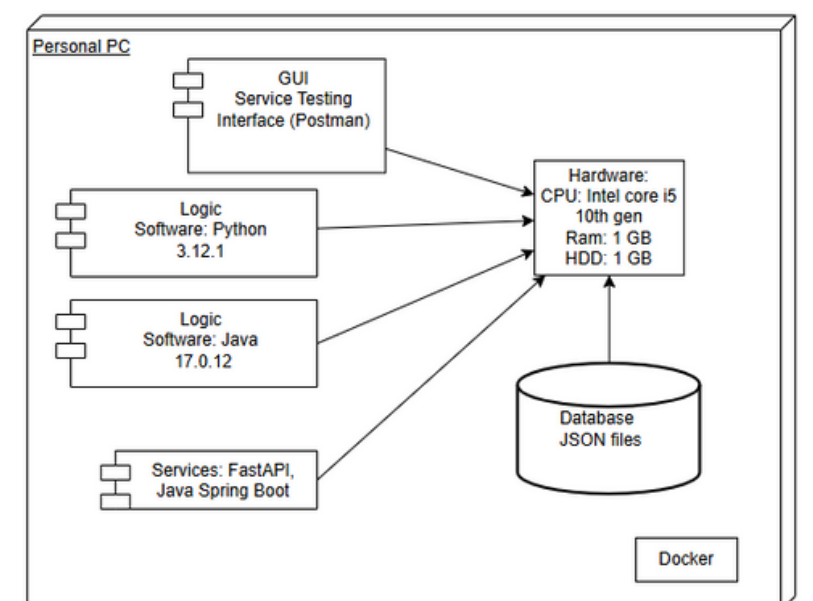 Personal PC
GUI
Service Testing
Interface (Postman)
Hardware:
CPU: Intel core i5
10th gen
Ram: 1 GB
HDD: 1 GB
Logic
Software: Python
3.12.1
Logic
Software: Java
17.0.12
Database
JSON files
Services: FastAPI,
Java Spring Boot
Docker